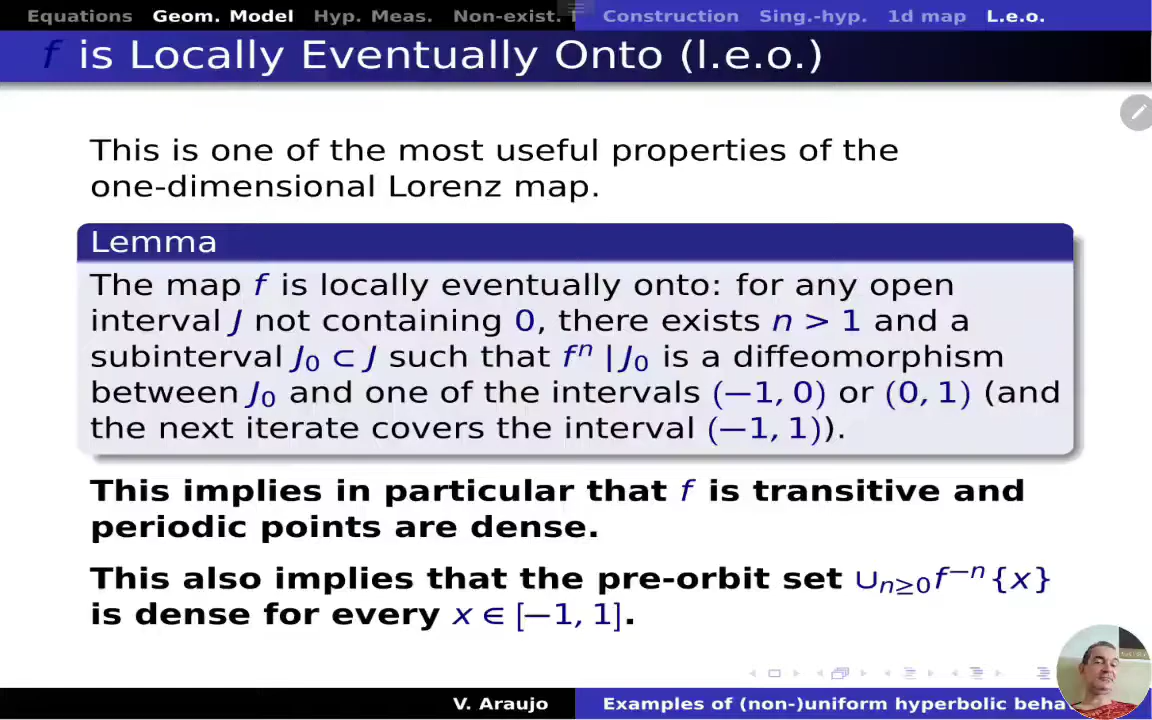 Equations Geom. Model Hyp. Meas. Non-exist. Construction Sing.-hyp. 1d map L.e.o.
f is Locally Eventually Onto (l.e.o.)
This is one of the most useful properties of the
one-dimensional Lorenz map.
Lemma
The map f is locally eventually onto: for any open
interval J not containing 0, there exists n > 1 and a
subinterval J₀ ⊂ J such that fⁿ | J₀ is a diffeomorphism
between J₀ and one of the intervals (−1, 0) or (0, 1) (and
the next iterate covers the interval (−1, 1)).
This implies in particular that f is transitive and
periodic points are dense.
This also implies that the pre-orbit set ∪ₙ≥₀f⁻ⁿ{x}
is dense for every x ∈ [−1, 1].
V. Araujo Examples of (non-)uniform hyperbolic